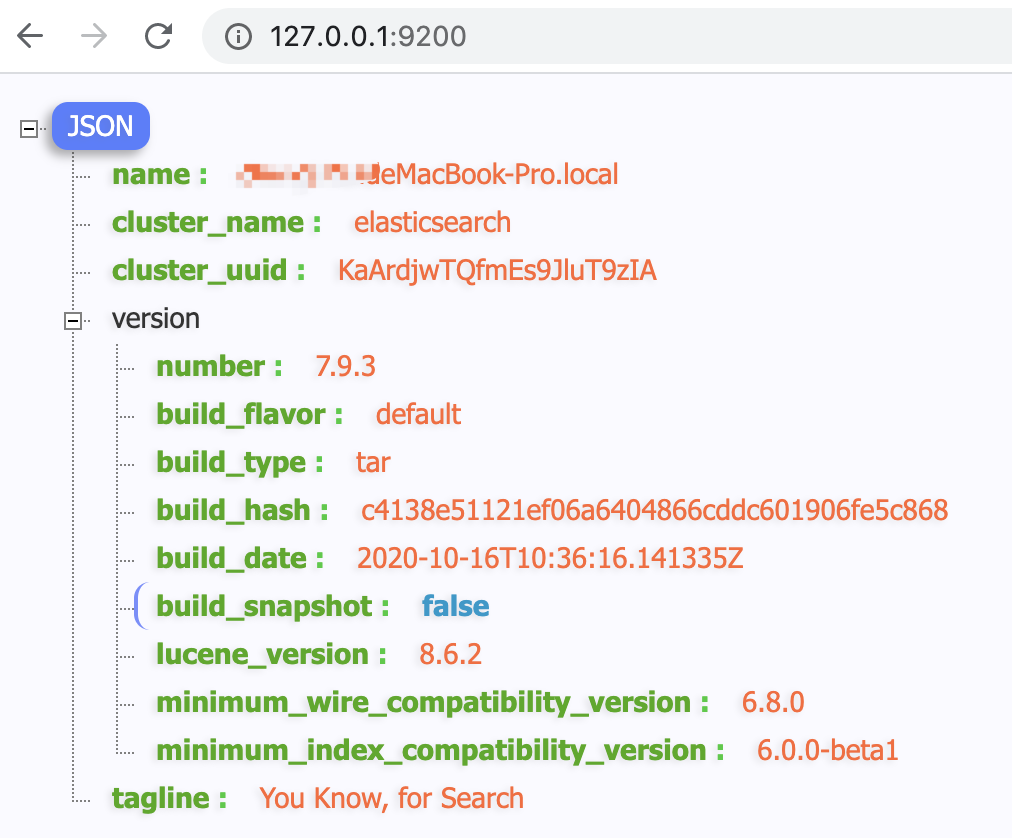 127.0.0.1:9200
JSON
name : deMacBook-Pro.local
cluster_name : elasticsearch
cluster_uuid : KaArdjwTQfmEs9JluT9zIA
version
number : 7.9.3
build_flavor : default
build_type : tar
build_hash : c4138e51121ef06a6404866cddc601906fe5c868
build_date : 2020-10-16T10:36:16.141335Z
build_snapshot : false
lucene_version : 8.6.2
minimum_wire_compatibility_version : 6.8.0
minimum_index_compatibility_version : 6.0.0-beta1
tagline : You Know, for Search